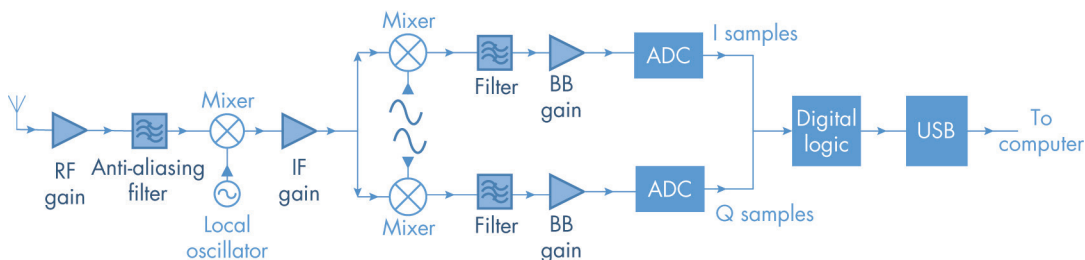 Mixer
I samples
ADC
Filter
BB
gain
Mixer
RF
gain
Anti-aliasing
filter
Local
oscillator
IF
gain
Digital
logic
USB
To
computer
ADC
Q samples
Mixer
Filter
BB
gain